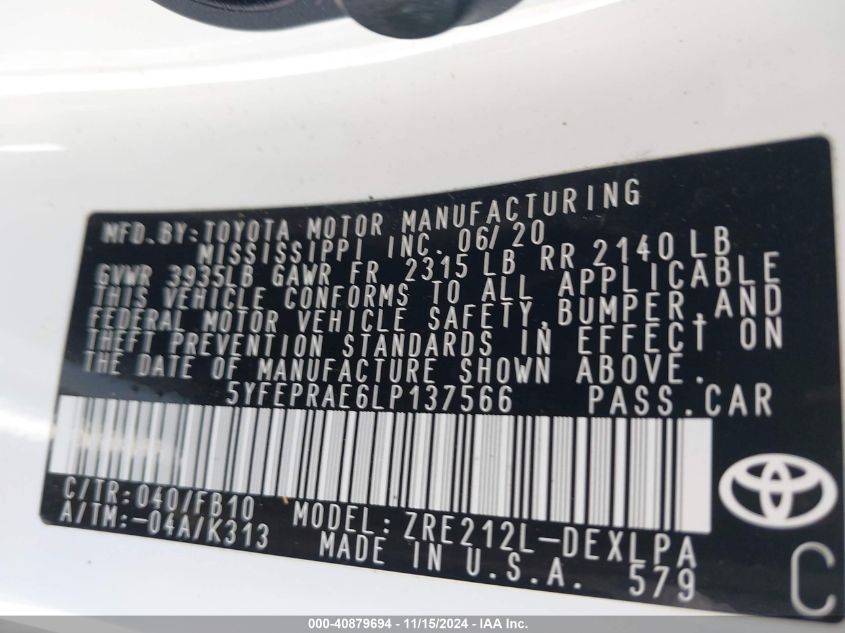 MFD. BY: TOYOTA MOTOR MANUFACTURING
MISSISSIPPI INC. 06/20
GVWR 3935LB GAWR FR 2315 LB RR 2140 LB
THIS VEHICLE CONFORMS TO ALL APPLICABLE
FEDERAL MOTOR VEHICLE SAFETY, BUMPER, AND
THEFT PREVENTION STANDARDS IN EFFECT ON
THE DATE OF MANUFACTURE SHOWN ABOVE.
5YFEPRAE6LP137566 PASS.CAR
C/TR: 040/FB10
A/TM: -04A/K313
MODEL: ZRE212L-DEXLPA
MADE IN U.S.A. 579
C
000-40879694 - 11/15/2024 - IAA Inc.